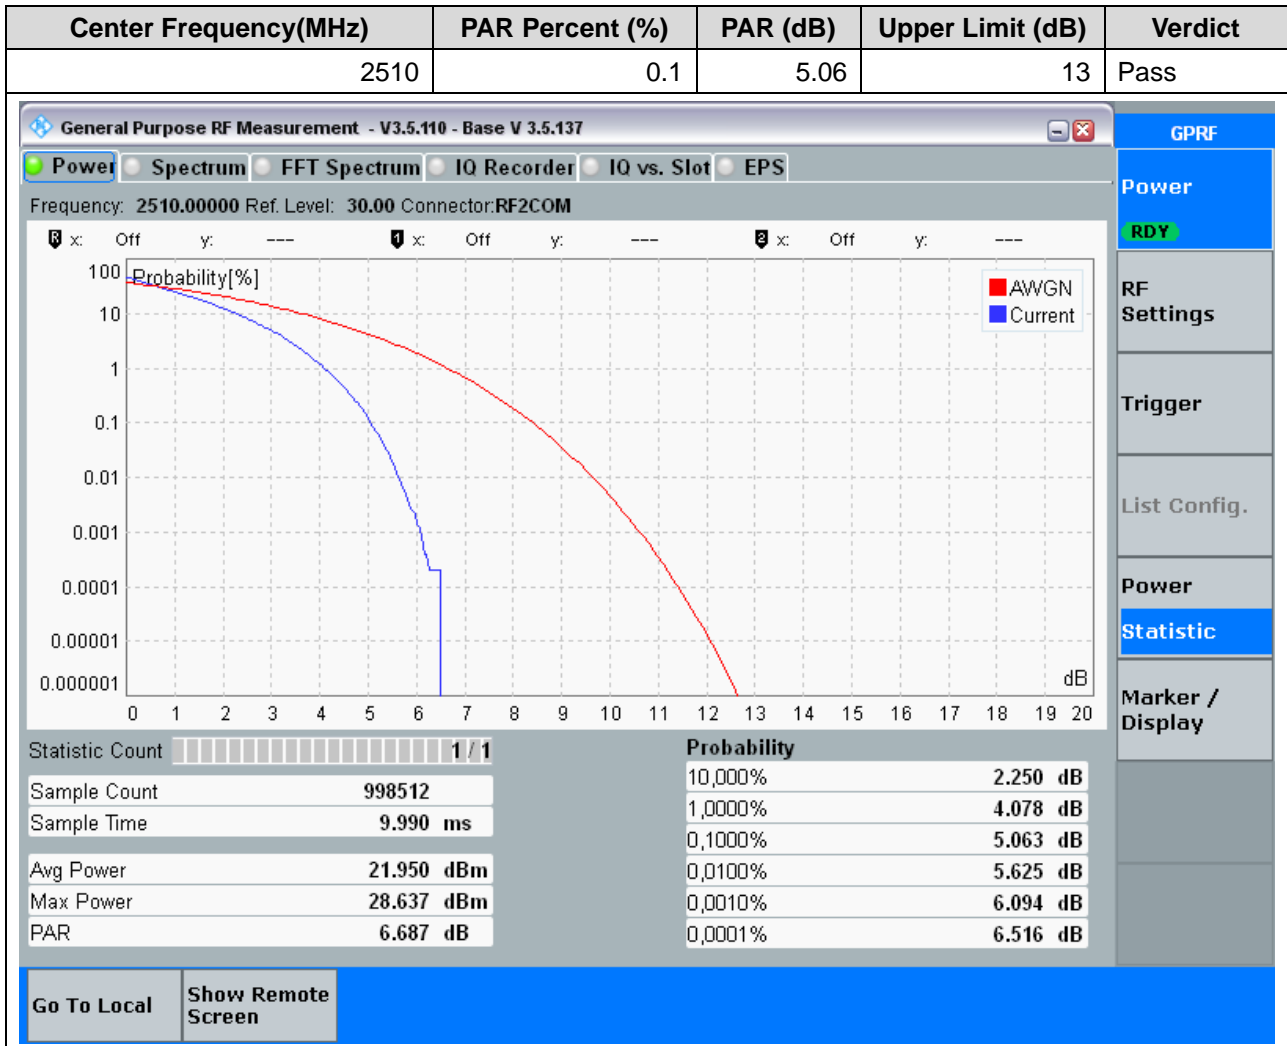 Center Frequency(MHz) PAR Percent (%) PAR (dB) Upper Limit (dB) Verdict
2510 0.1 5.06 13 Pass
General Purpose RF Measurement - V3.5.110 - Base V 3.5.137
GPRF
Power Spectrum FFT Spectrum IQ Recorder IQ vs. Slot EPS
Power
RDY
Frequency: 2510.00000 Ref. Level: 30.00 Connector:RF2COM
R x: Off y: --- 1 x: Off y: --- 2 x: Off y: ---
Probability[%]
AWGN
Current
100
10
1
0.1
0.01
0.001
0.0001
0.00001
0.000001
dB
0 1 2 3 4 5 6 7 8 9 10 11 12 13 14 15 16 17 18 19 20
RF
Settings
Trigger
List Config.
Power
Statistic
Marker /
Display
Statistic Count 1 / 1
Sample Count 998512
Sample Time 9.990 ms
Avg Power 21.950 dBm
Max Power 28.637 dBm
PAR 6.687 dB
Probability
10,000% 2.250 dB
1,0000% 4.078 dB
0,1000% 5.063 dB
0,0100% 5.625 dB
0,0010% 6.094 dB
0,0001% 6.516 dB
Go To Local
Show Remote
Screen